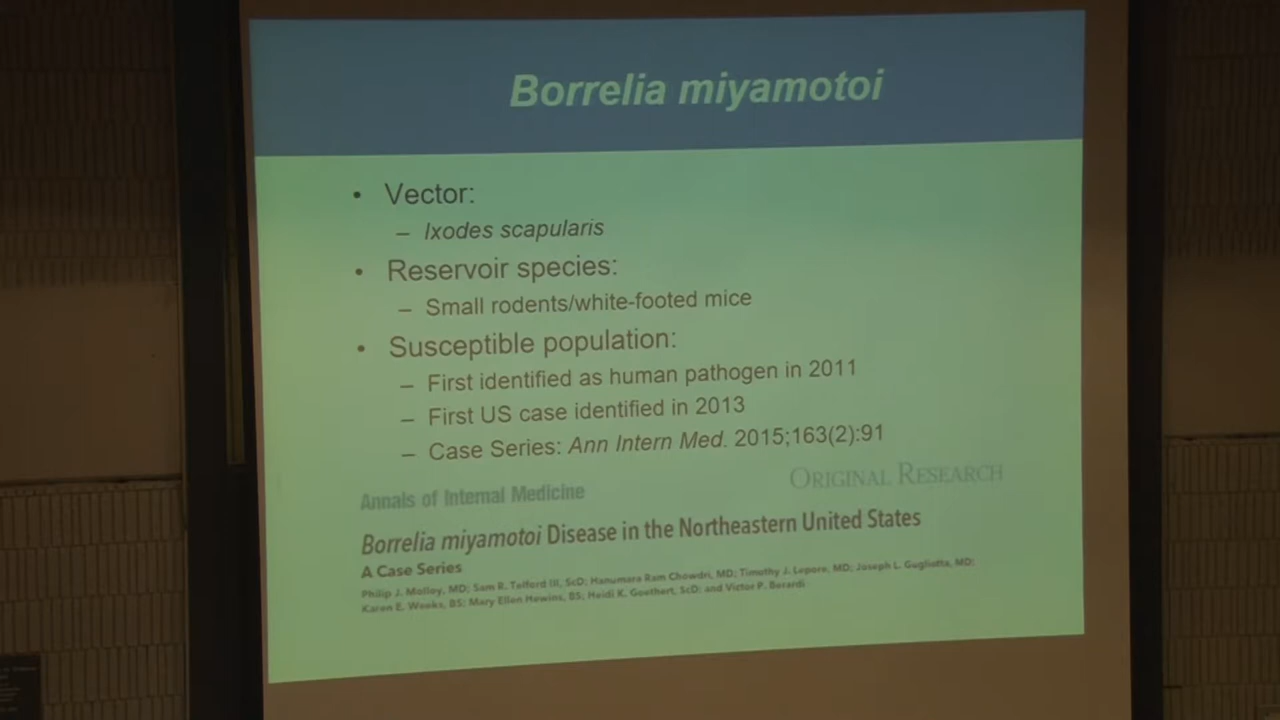 Borrelia miyamotoi
• Vector:
– Ixodes scapularis
• Reservoir species:
– Small rodents/white-footed mice
• Susceptible population:
– First identified as human pathogen in 2011
– First US case identified in 2013
– Case Series: Ann Intern Med. 2015;163(2):91
Annals of Internal Medicine
ORIGINAL RESEARCH
Borrelia miyamotoi Disease in the Northeastern United States
A Case Series
Philip J. Molloy, MD; Sam R. Telford III, ScD; Hanumara Ram Chowdri, MD; Timothy J. Lepore, MD; Joseph L. Gugliotta, MD;
Karen E. Weeks, BS; Mary Ellen Hewins, BS; Heidi K. Goethert, ScD; and Victor P. Berardi